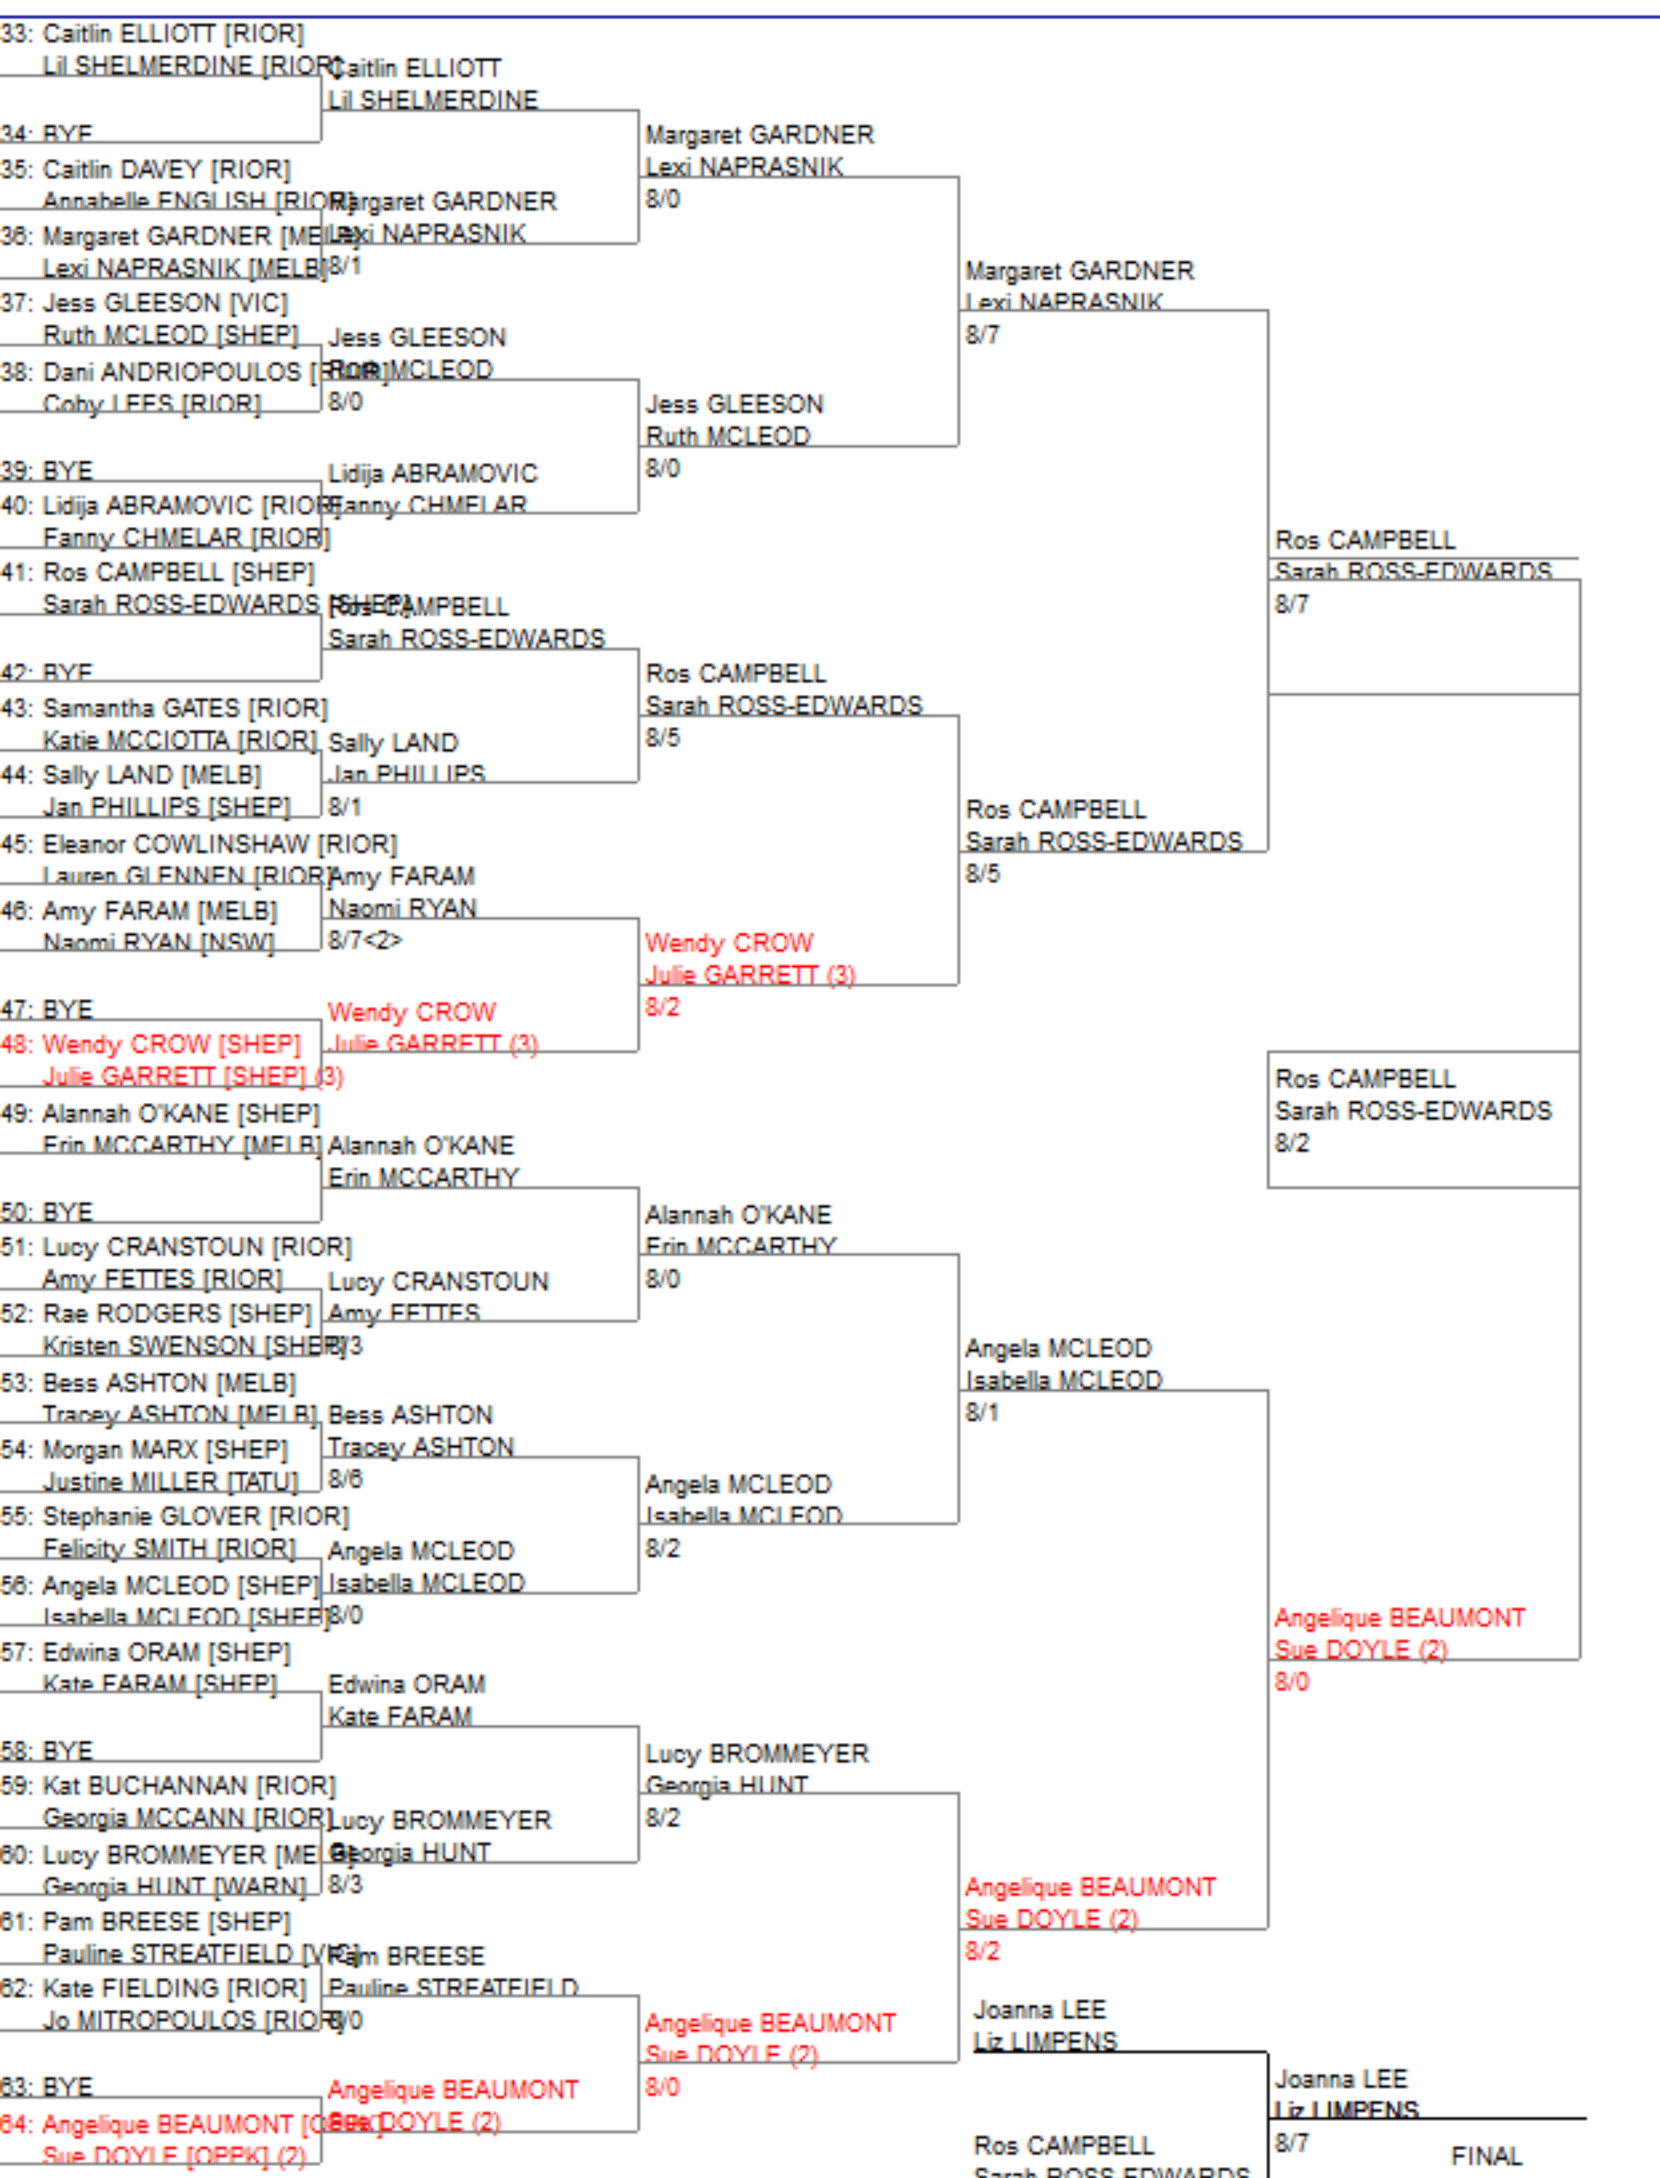 33: Caitlin ELLIOTT [RIOR]
Lil SHELMERDINE [RIOR]
34: BYE
35: Caitlin DAVEY [RIOR]
Annabelle ENGLISH [RIOR]
36: Margaret GARDNER [MELB]
Lexi NAPRASNIK [MELB]
37: Jess GLEESON [VIC]
Ruth MCLEOD [SHEP]
38: Dani ANDRIOPOULOS [RIOR]
Coby LEES [RIOR]
39: BYE
40: Lidija ABRAMOVIC [RIOR]
Fanny CHMELAR [RIOR]
41: Ros CAMPBELL [SHEP]
Sarah ROSS-EDWARDS [SHEP]
42: BYE
43: Samantha GATES [RIOR]
Katie MCCIOTTA [RIOR]
44: Sally LAND [MELB]
Jan PHILLIPS [SHEP]
45: Eleanor COWLINSHAW [RIOR]
Lauren GLENNEN [RIOR]
46: Amy FARAM [MELB]
Naomi RYAN [NSW]
47: BYE
48: Wendy CROW [SHEP]
Julie GARRETT [SHEP] (3)
49: Alannah O'KANE [SHEP]
Erin MCCARTHY [MELB]
50: BYE
51: Lucy CRANSTOUN [RIOR]
Amy FETTES [RIOR]
52: Rae RODGERS [SHEP]
Kristen SWENSON [SHEP]
53: Bess ASHTON [MELB]
Tracey ASHTON [MELB]
54: Morgan MARX [SHEP]
Justine MILLER [TATU]
55: Stephanie GLOVER [RIOR]
Felicity SMITH [RIOR]
56: Angela MCLEOD [SHEP]
Isabella MCLEOD [SHEP]
57: Edwina ORAM [SHEP]
Kate FARAM [SHEP]
58: BYE
59: Kat BUCHANNAN [RIOR]
Georgia MCCANN [RIOR]
60: Lucy BROMMEYER [MELB]
Georgia HUNT [WARN]
61: Pam BREESE [SHEP]
Pauline STREATFIELD [VIC]
62: Kate FIELDING [RIOR]
Jo MITROPOULOS [RIOR]
63: BYE
64: Angelique BEAUMONT [OPPK]
Sue DOYLE [OPPK] (2)
Caitlin ELLIOTT
Lil SHELMERDINE
Margaret GARDNER
Lexi NAPRASNIK
8/1
Jess GLEESON
Ruth MCLEOD
8/0
Lidija ABRAMOVIC
Fanny CHMELAR
Ros CAMPBELL
Sarah ROSS-EDWARDS
Sally LAND
Jan PHILLIPS
8/1
Amy FARAM
Naomi RYAN
8/7<2>
Wendy CROW
Julie GARRETT (3)
Alannah O'KANE
Erin MCCARTHY
Lucy CRANSTOUN
Amy FETTES
8/3
Bess ASHTON
Tracey ASHTON
8/6
Angela MCLEOD
Isabella MCLEOD
8/0
Edwina ORAM
Kate FARAM
Lucy BROMMEYER
Georgia HUNT
8/3
Pam BREESE
Pauline STREATFIELD
8/0
Angelique BEAUMONT
Sue DOYLE (2)
Margaret GARDNER
Lexi NAPRASNIK
8/0
Jess GLEESON
Ruth MCLEOD
8/0
Ros CAMPBELL
Sarah ROSS-EDWARDS
8/5
Wendy CROW
Julie GARRETT (3)
8/2
Alannah O'KANE
Erin MCCARTHY
8/0
Angela MCLEOD
Isabella MCLEOD
8/2
Lucy BROMMEYER
Georgia HUNT
8/2
Angelique BEAUMONT
Sue DOYLE (2)
8/0
Margaret GARDNER
Lexi NAPRASNIK
8/7
Ros CAMPBELL
Sarah ROSS-EDWARDS
8/5
Angela MCLEOD
Isabella MCLEOD
8/1
Angelique BEAUMONT
Sue DOYLE (2)
8/2
Ros CAMPBELL
Sarah ROSS-EDWARDS
8/7
Ros CAMPBELL
Sarah ROSS-EDWARDS
8/2
Angelique BEAUMONT
Sue DOYLE (2)
8/0
Joanna LEE
Liz LIMPENS
Ros CAMPBELL
Sarah ROSS-EDWARDS
Joanna LEE
Liz LIMPENS
8/7
FINAL